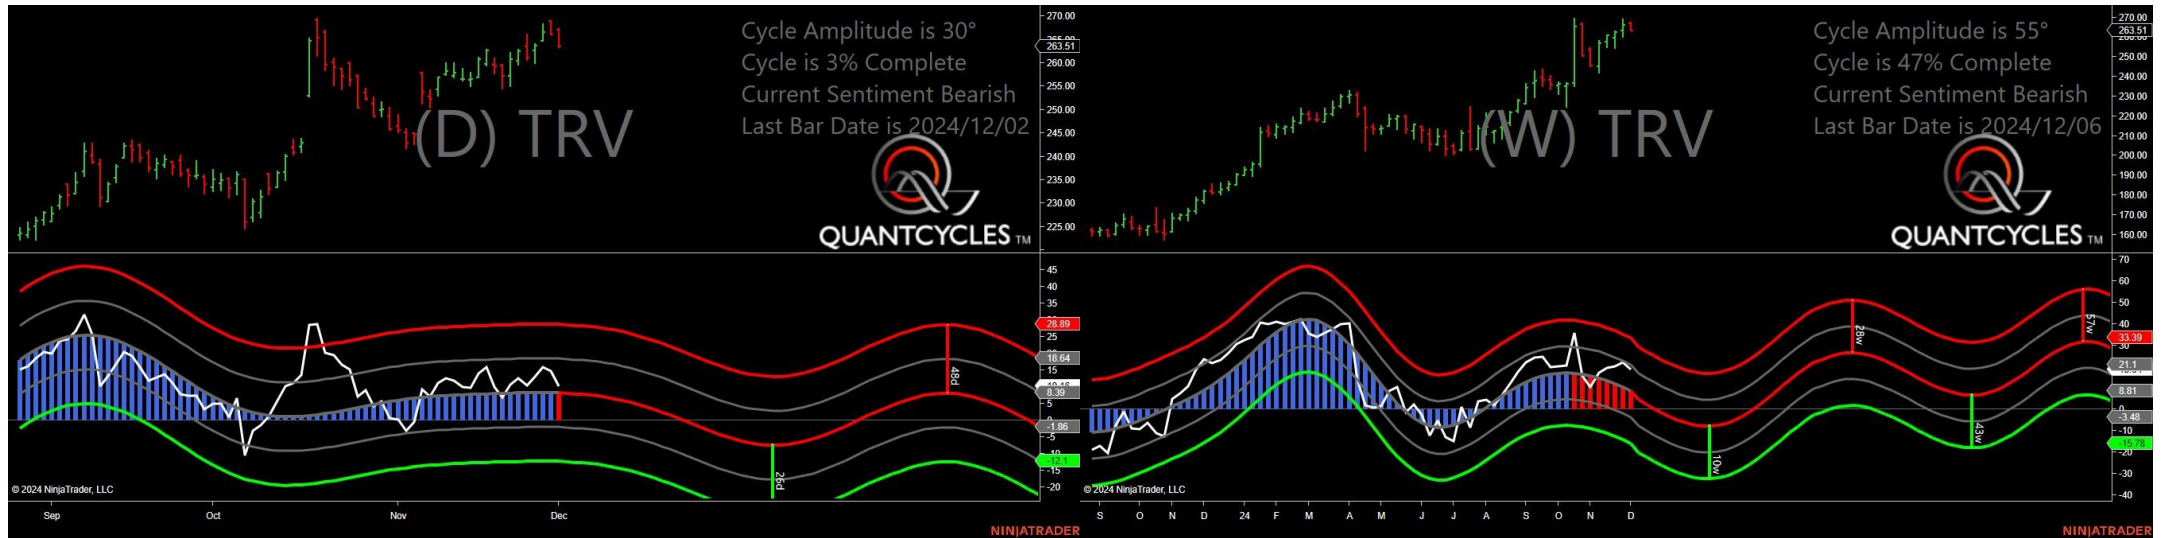 Cycle Amplitude is 30°
Cycle is 3% Complete
Current Sentiment Bearish
Last Bar Date is 2024/12/02
(D) TRV
QUANTCYCLES TM
270.00
263.51
260.00
255.00
250.00
245.00
240.00
235.00
230.00
225.00
45
40
35
30
28.89
25
18.64
8.39
5
-1.86
-5
-12.1
-15
-20
48d
26d
© 2024 NinjaTrader, LLC
Sep Oct Nov Dec
NINJATRADER
Cycle Amplitude is 55°
Cycle is 47% Complete
Current Sentiment Bearish
Last Bar Date is 2024/12/06
(W) TRV
QUANTCYCLES TM
270.00
263.51
250.00
240.00
230.00
220.00
210.00
200.00
190.00
180.00
170.00
160.00
70
60
50
40
33.39
30
21.1
8.81
0
-3.48
-10
-15.78
-20
-30
-40
10w
28w
43w
57w
© 2024 NinjaTrader, LLC
S O N D 24 F M A M J J A S O N D
NINJATRADER